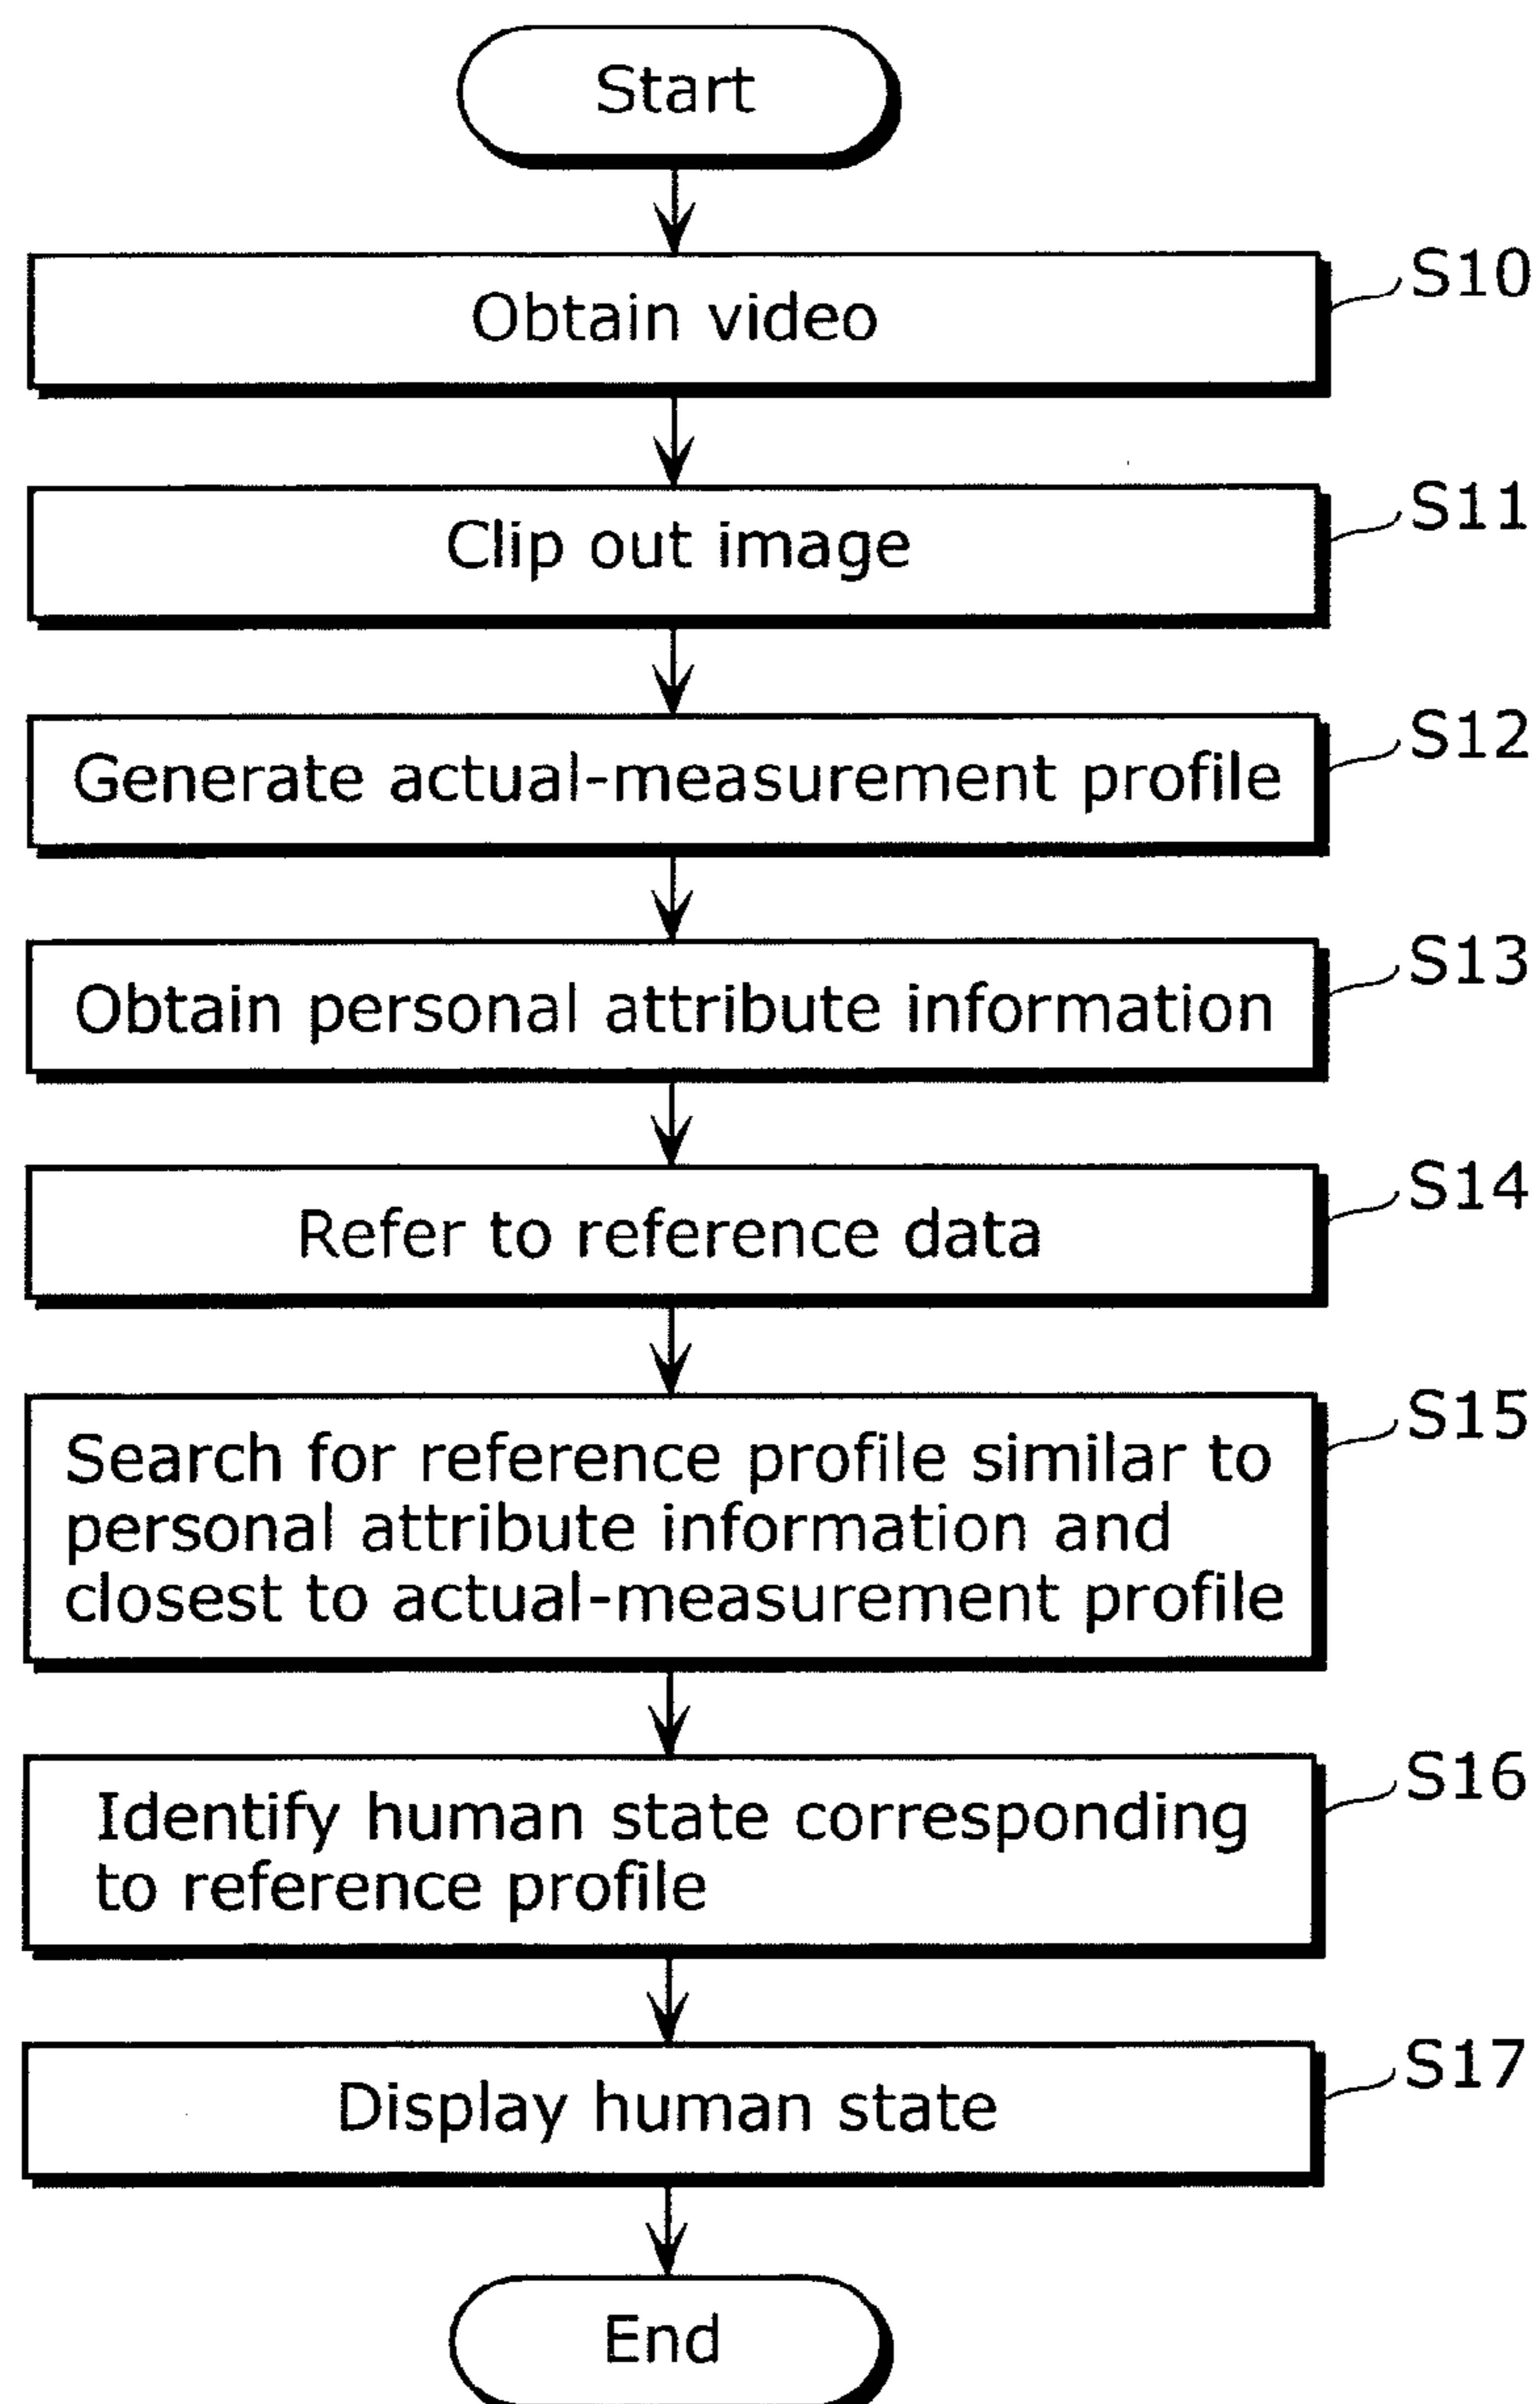 Start
Obtain video
S10
Clip out image
S11
Generate actual-measurement profile
S12
Obtain personal attribute information
S13
Refer to reference data
S14
Search for reference profile similar to
personal attribute information and
closest to actual-measurement profile
S15
Identify human state corresponding
to reference profile
S16
Display human state
S17
End